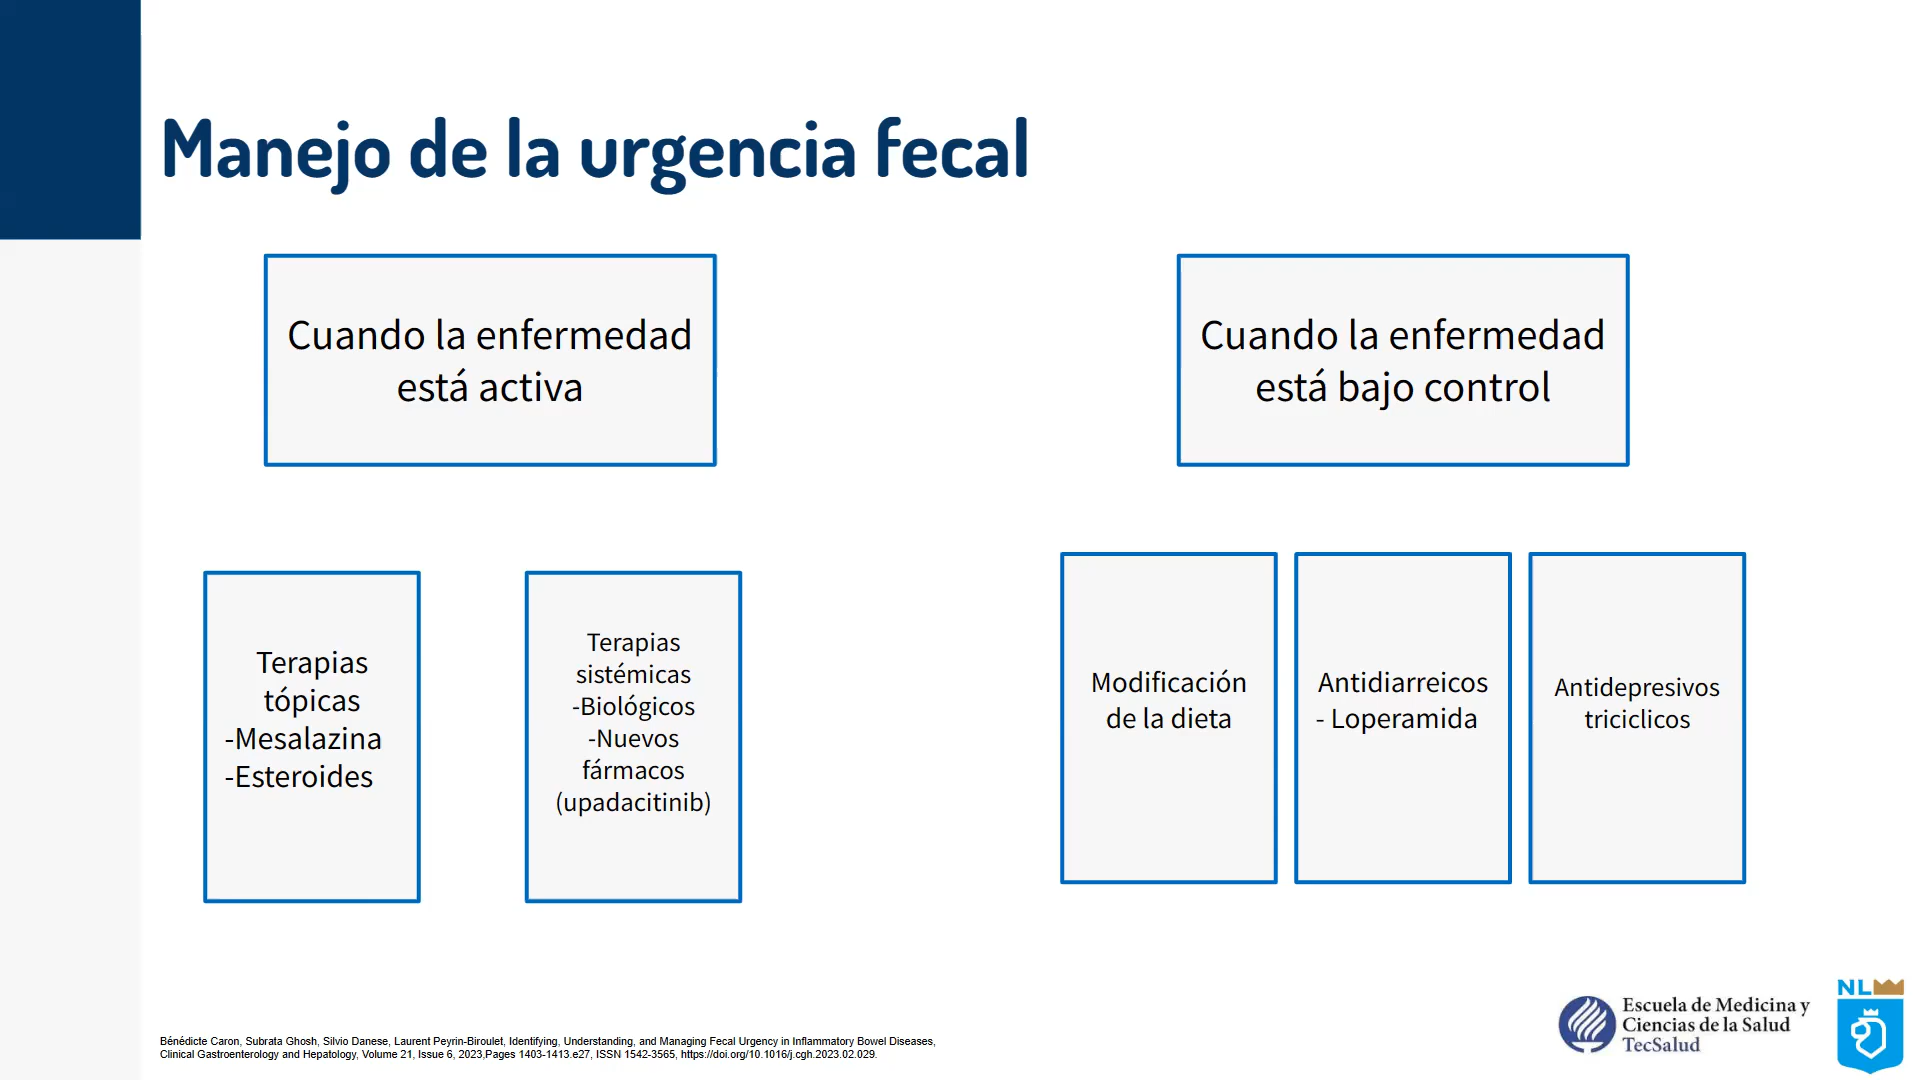 Manejo de la urgencia fecal
Cuando la enfermedad
está activa
Cuando la enfermedad
está bajo control
Terapias
tópicas
-Mesalazina
-Esteroides
Terapias
sistémicas
-Biológicos
-Nuevos
fármacos
(upadacitinib)
Modificación
de la dieta
Antidiarreicos
- Loperamida
Antidepresivos
triciclicos
Bénédicte Caron, Subrata Ghosh, Silvio Danese, Laurent Peyrin-Biroulet, Identifying, Understanding, and Managing Fecal Urgency in Inflammatory Bowel Diseases,
Clinical Gastroenterology and Hepatology, Volume 21, Issue 6, 2023,Pages 1403-1413.e27, ISSN 1542-3565, https://doi.org/10.1016/j.cgh.2023.02.029.
Escuela de Medicina y
Ciencias de la Salud
TecSalud
NL